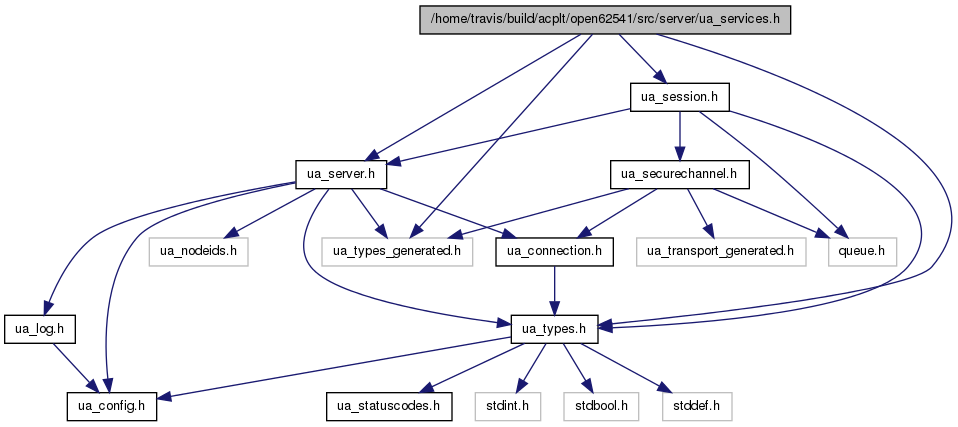 /home/travis/build/acplt/open62541/src/server/ua_services.h
ua_session.h
ua_server.h
ua_securechannel.h
ua_nodeids.h
ua_types_generated.h
ua_connection.h
ua_transport_generated.h
queue.h
ua_log.h
ua_types.h
ua_config.h
ua_statuscodes.h
stdint.h
stdbool.h
stddef.h